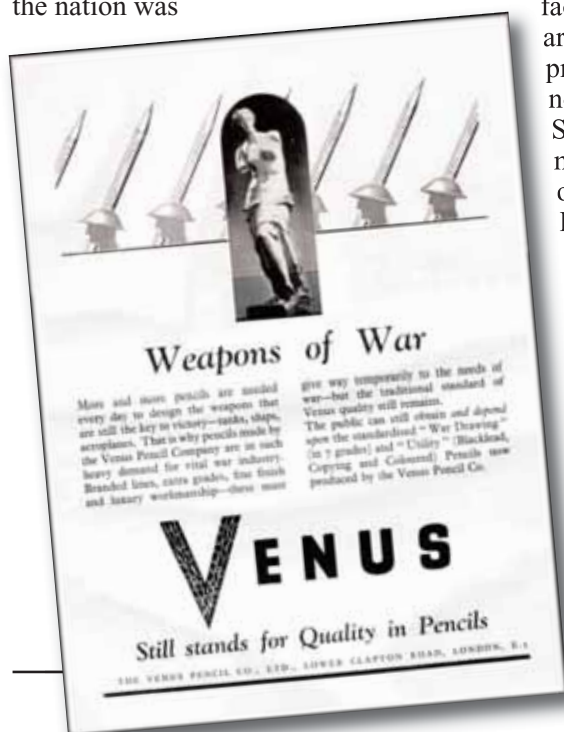 the nation was
Weapons of War
More and more pencils are needed
every day to design the weapons that
are still the key to victory—tanks, ships,
aeroplanes. That is why pencils made by
the Venus Pencil Company are in such
heavy demand for vital war industry.
Branded lines, extra grades, fine finish
and luxury workmanship—these must
give way temporarily to the needs of
war—but the traditional standard of
Venus quality still remains.
The public can still obtain and depend
upon the standardised "War Drawing"
(in 7 grades) and "Utility" (Blacklead,
Copying and Coloured) Pencils now
produced by the Venus Pencil Co.
VENUS
Still stands for Quality in Pencils
THE VENUS PENCIL CO., LTD., LOWER CLAPTON ROAD, LONDON, E.5